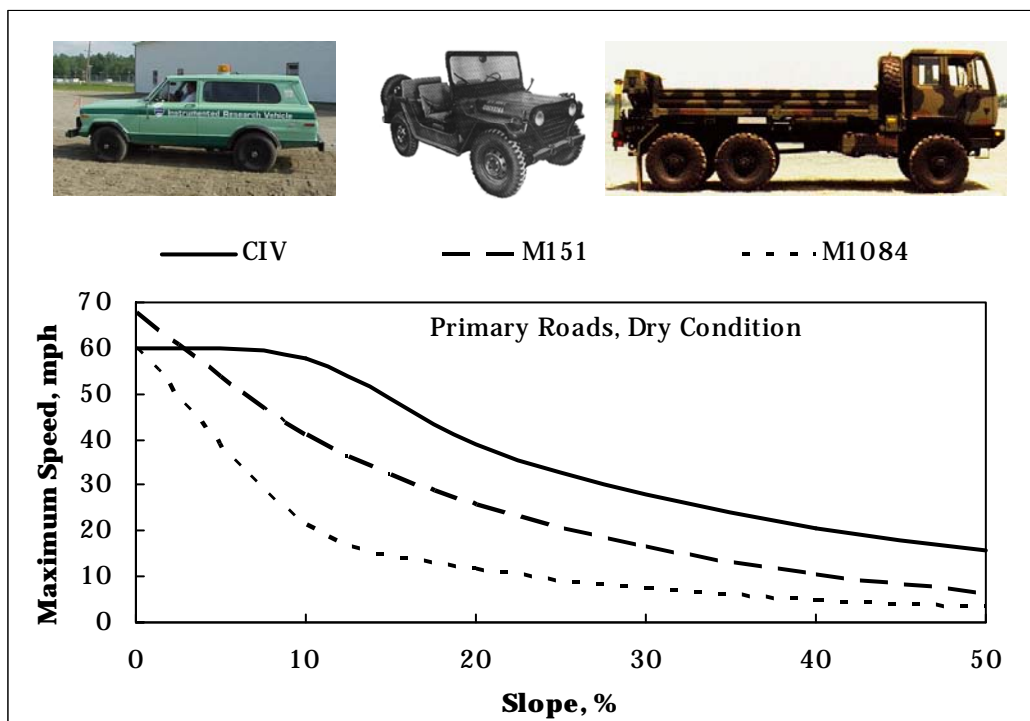 Instrumented Research Vehicle
CIV M151 M1084
Primary Roads, Dry Condition
Maximum Speed, mph
70
60
50
40
30
20
10
0
0 10 20 30 40 50
Slope, %